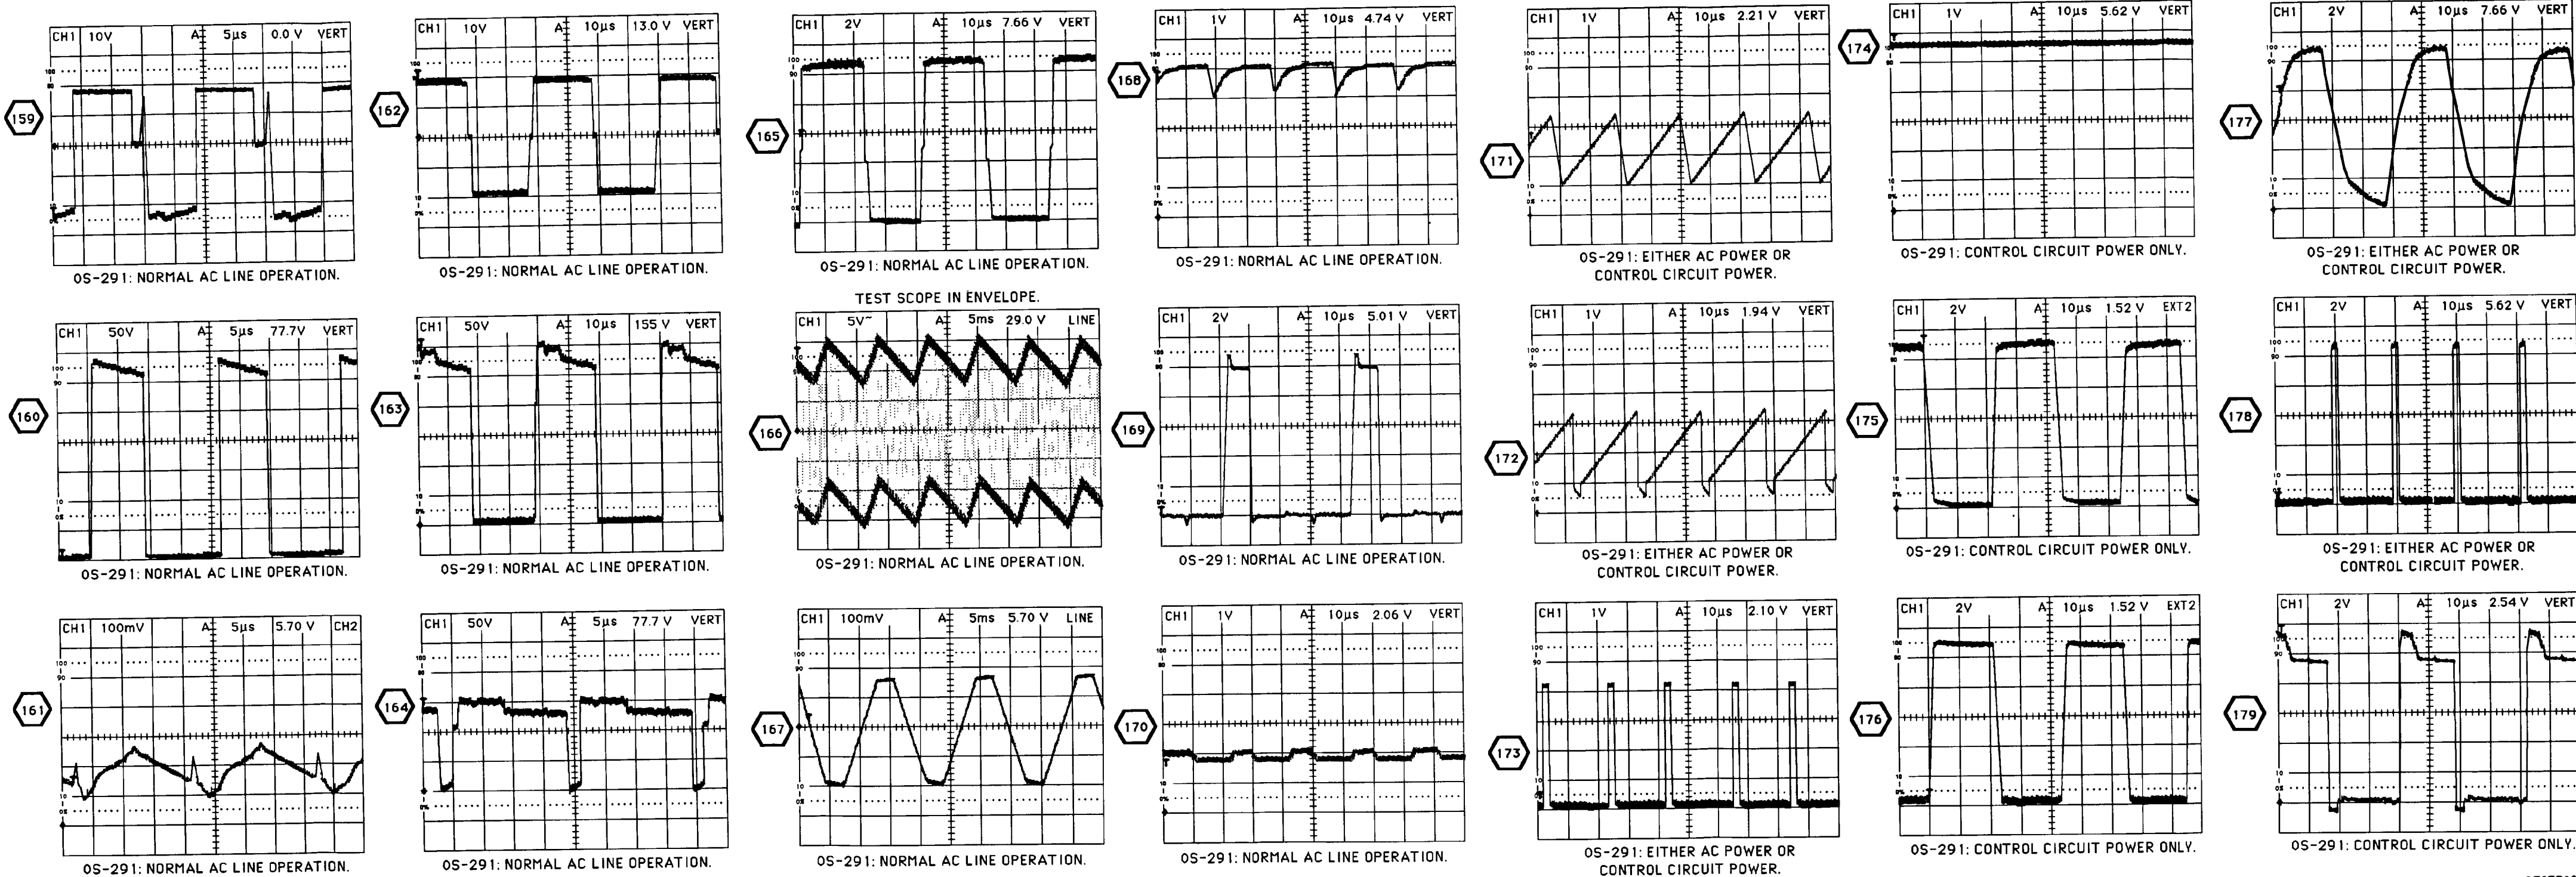 159
CH1 10V A 5µs 0.0 V VERT
OS-291: NORMAL AC LINE OPERATION.
160
CH1 50V A 5µs 77.7V VERT
OS-291: NORMAL AC LINE OPERATION.
161
CH1 100mV A 5µs 5.70 V CH2
OS-291: NORMAL AC LINE OPERATION.
162
CH1 10V A 10µs 13.0 V VERT
OS-291: NORMAL AC LINE OPERATION.
163
CH1 50V A 10µs 155 V VERT
OS-291: NORMAL AC LINE OPERATION.
164
CH1 50V A 5µs 77.7 V VERT
OS-291: NORMAL AC LINE OPERATION.
165
CH1 2V A 10µs 7.66 V VERT
OS-291: NORMAL AC LINE OPERATION.
TEST SCOPE IN ENVELOPE.
166
CH1 5V~ A 5ms 29.0 V LINE
OS-291: NORMAL AC LINE OPERATION.
167
CH1 100mV A 5ms 5.70 V LINE
OS-291: NORMAL AC LINE OPERATION.
168
CH1 1V A 10µs 4.74 V VERT
OS-291: NORMAL AC LINE OPERATION.
169
CH1 2V A 10µs 5.01 V VERT
OS-291: NORMAL AC LINE OPERATION.
170
CH1 1V A 10µs 2.06 V VERT
OS-291: NORMAL AC LINE OPERATION.
171
CH1 1V A 10µs 2.21 V VERT
OS-291: EITHER AC POWER OR
CONTROL CIRCUIT POWER.
172
CH1 1V A 10µs 1.94 V VERT
OS-291: EITHER AC POWER OR
CONTROL CIRCUIT POWER.
173
CH1 1V A 10µs 2.10 V VERT
OS-291: EITHER AC POWER OR
CONTROL CIRCUIT POWER.
174
CH1 1V A 10µs 5.62 V VERT
OS-291: CONTROL CIRCUIT POWER ONLY.
175
CH1 2V A 10µs 1.52 V EXT2
OS-291: CONTROL CIRCUIT POWER ONLY.
176
CH1 2V A 10µs 1.52 V EXT2
OS-291: CONTROL CIRCUIT POWER ONLY.
177
CH1 2V A 10µs 7.66 V VERT
OS-291: EITHER AC POWER OR
CONTROL CIRCUIT POWER.
178
CH1 2V A 10µs 5.62 V VERT
OS-291: EITHER AC POWER OR
CONTROL CIRCUIT POWER.
179
CH1 2V A 10µs 2.54 V VERT
OS-291: CONTROL CIRCUIT POWER ONLY.